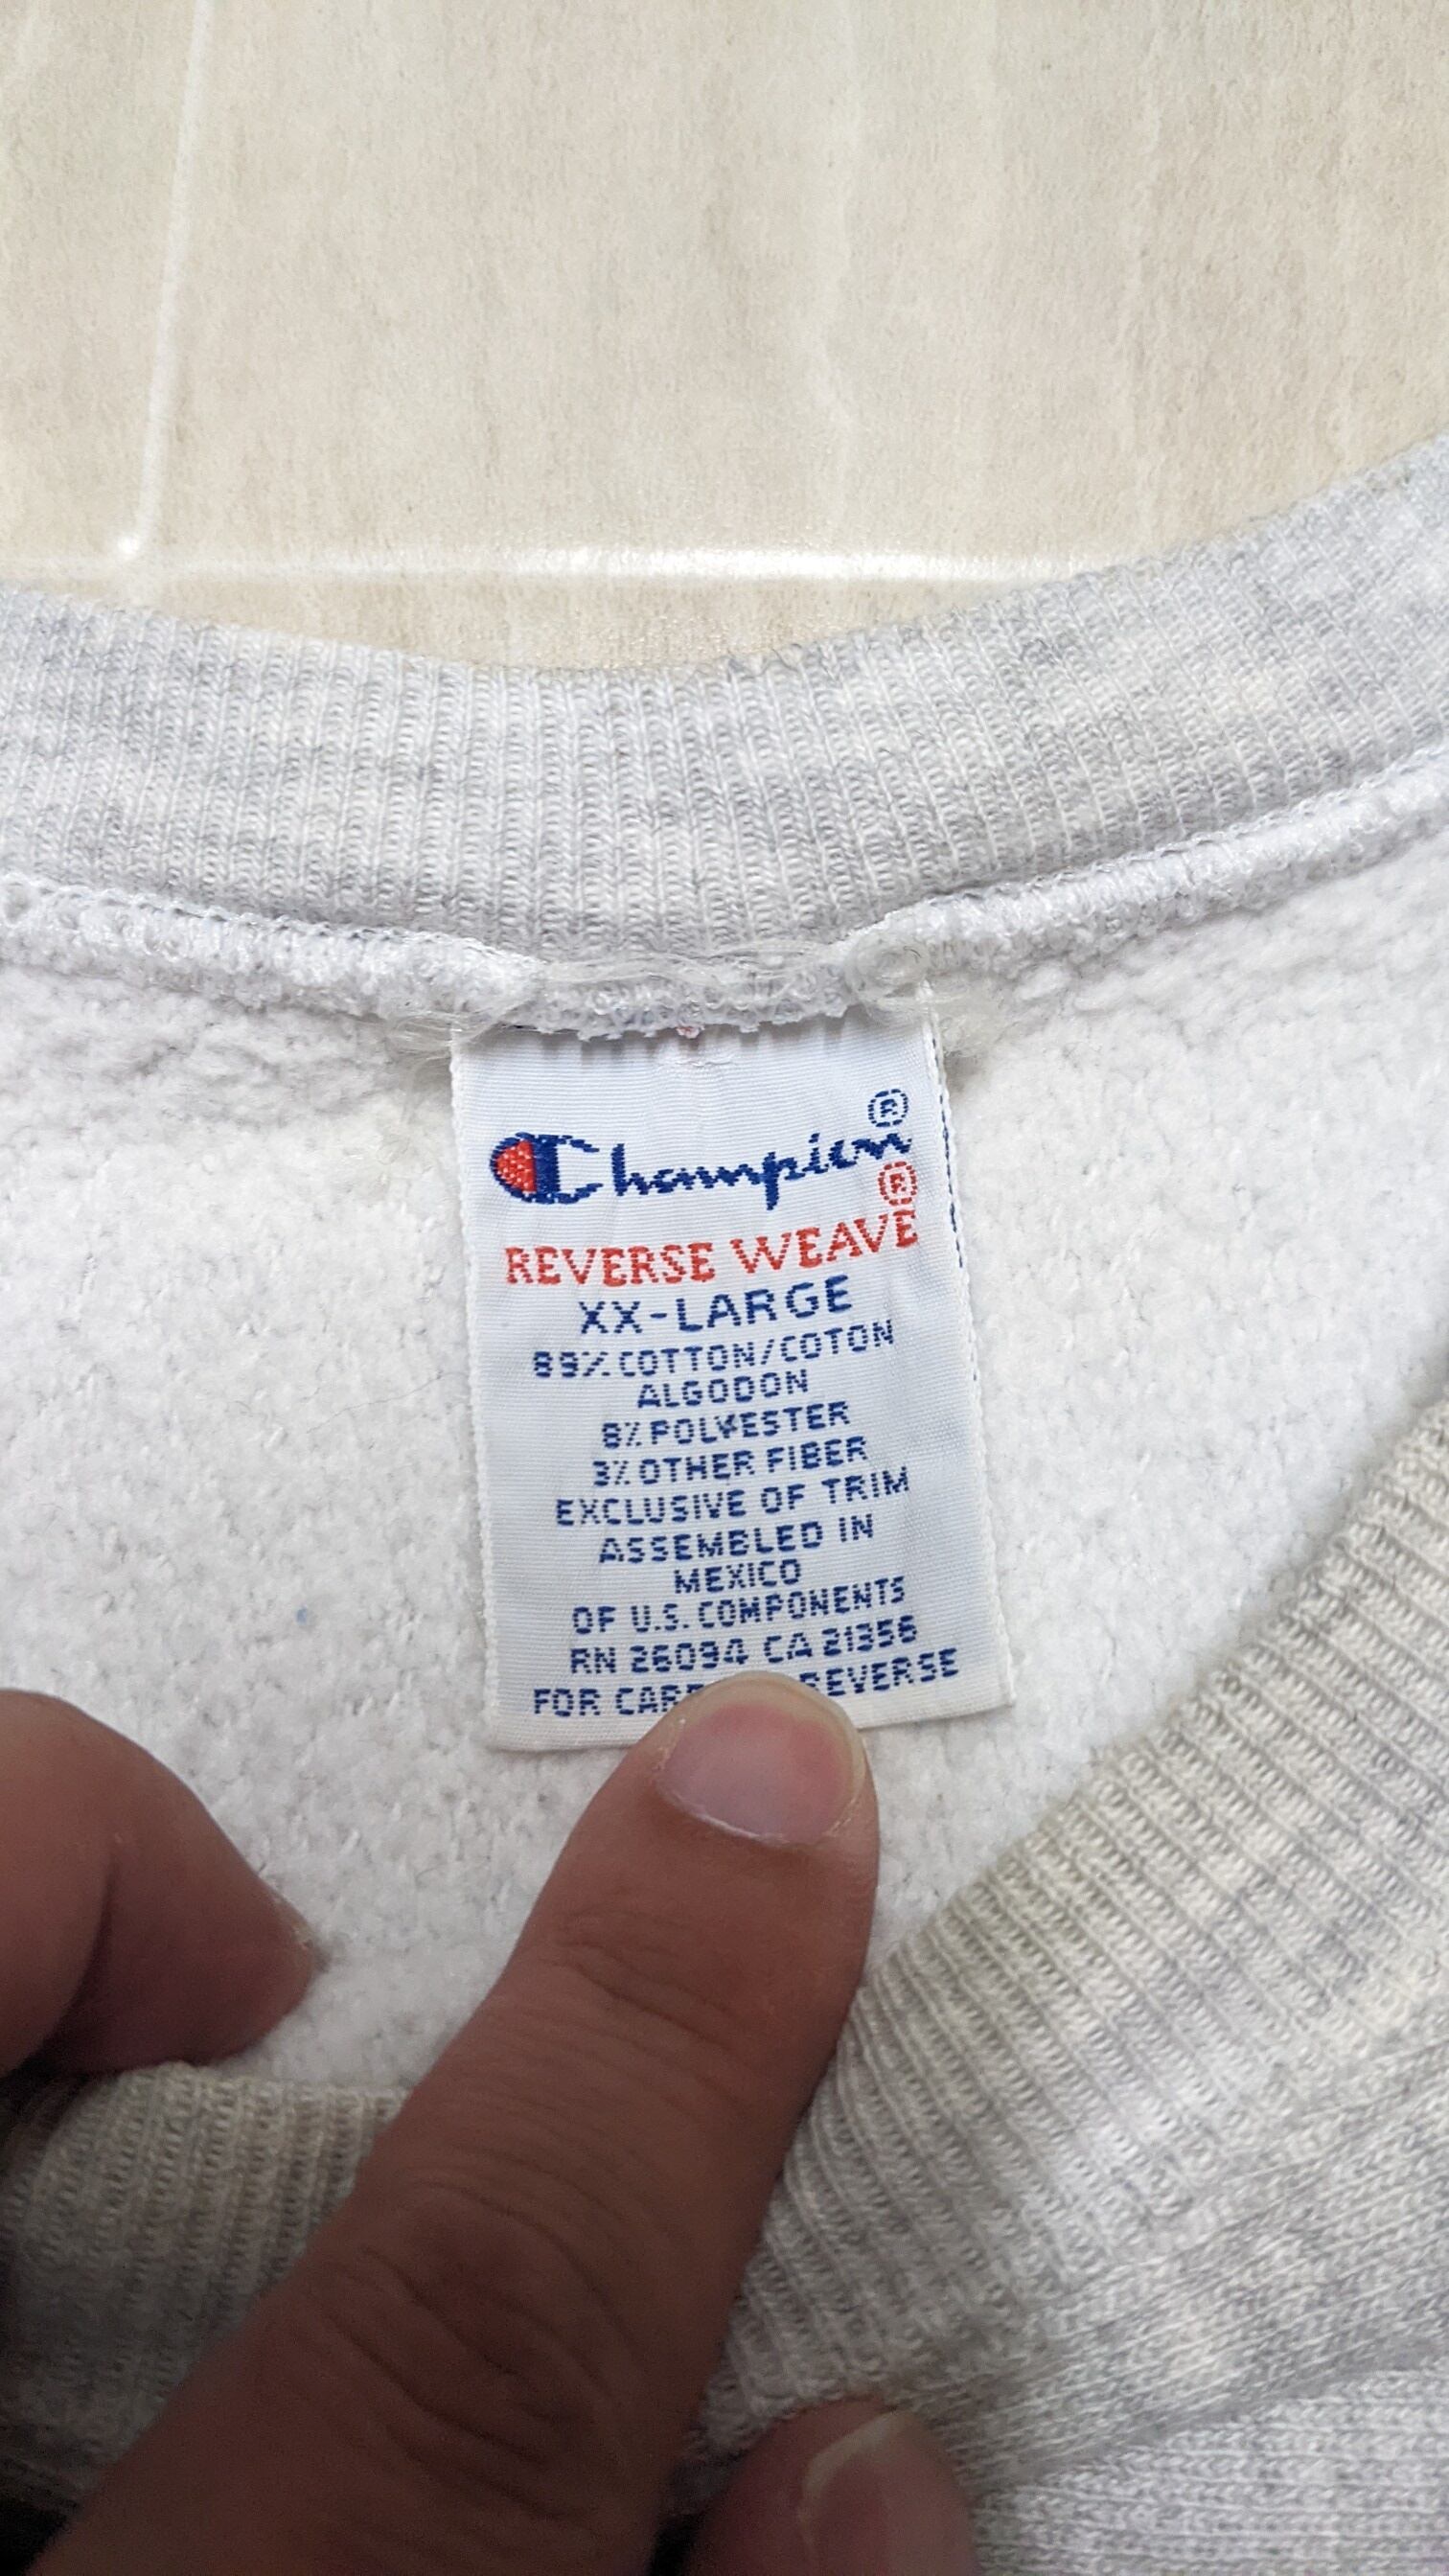 Champion®
REVERSE WEAVE®
XX-LARGE
89% COTTON/COTON
ALGODON
8% POLYESTER
3% OTHER FIBER
EXCLUSIVE OF TRIM
ASSEMBLED IN
MEXICO
OF U.S. COMPONENTS
RN 26094 CA 21356
FOR REVERSE